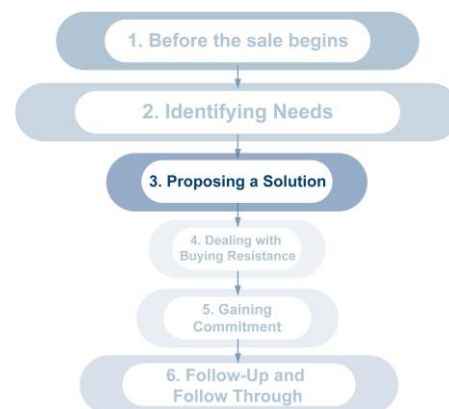 1. Before the sale begins
2. Identifying Needs
3. Proposing a Solution
4. Dealing with
Buying Resistance
5. Gaining
Commitment
6. Follow-Up and
Follow Through